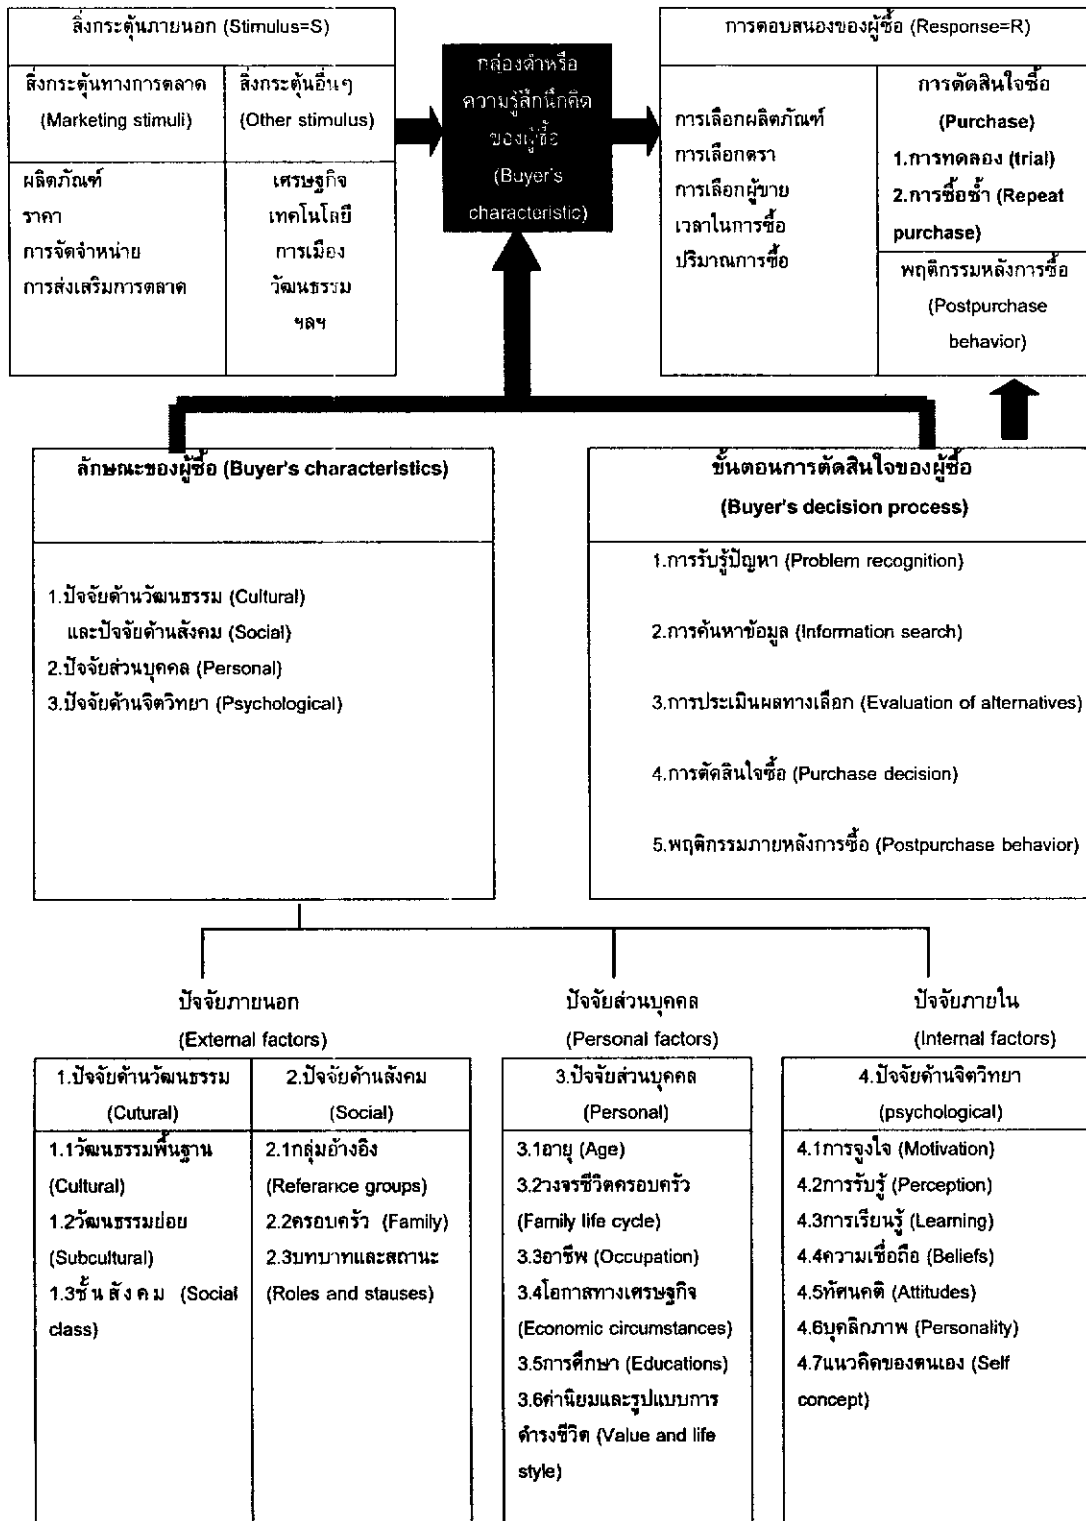 สิ่งกระตุ้นภายนอก (Stimulus=S)
สิ่งกระตุ้นทางการตลาด
(Marketing stimuli)
สิ่งกระตุ้นอื่นๆ
(Other stimulus)
ผลิตภัณฑ์
ราคา
การจัดจำหน่าย
การส่งเสริมการตลาด
เศรษฐกิจ
เทคโนโลยี
การเมือง
วัฒนธรรม
ฯลฯ
กล่องดำหรือ
ความรู้สึกนึกคิด
ของผู้ซื้อ
(Buyer's
characteristic)
การตอบสนองของผู้ซื้อ (Response=R)
การเลือกผลิตภัณฑ์
การเลือกตรา
การเลือกผู้ขาย
เวลาในการซื้อ
ปริมาณการซื้อ
การตัดสินใจซื้อ
(Purchase)
1.การทดลอง (trial)
2.การซื้อซ้ำ (Repeat
purchase)
พฤติกรรมหลังการซื้อ
(Postpurchase
behavior)
ลักษณะของผู้ซื้อ (Buyer's characteristics)
1.ปัจจัยด้านวัฒนธรรม (Cultural)
และปัจจัยด้านสังคม (Social)
2.ปัจจัยส่วนบุคคล (Personal)
3.ปัจจัยด้านจิตวิทยา (Psychological)
ขั้นตอนการตัดสินใจของผู้ซื้อ
(Buyer's decision process)
1.การรับรู้ปัญหา (Problem recognition)
2.การค้นหาข้อมูล (Information search)
3.การประเมินผลทางเลือก (Evaluation of alternatives)
4.การตัดสินใจซื้อ (Purchase decision)
5.พฤติกรรมภายหลังการซื้อ (Postpurchase behavior)
ปัจจัยภายนอก
(External factors)
ปัจจัยส่วนบุคคล
(Personal factors)
ปัจจัยภายใน
(Internal factors)
1.ปัจจัยด้านวัฒนธรรม
(Cutural)
1.1วัฒนธรรมพื้นฐาน
(Cultural)
1.2วัฒนธรรมย่อย
(Subcultural)
1.3ชั้นสังคม (Social
class)
2.ปัจจัยด้านสังคม
(Social)
2.1กลุ่มอ้างอิง
(Referance groups)
2.2ครอบครัว (Family)
2.3บทบาทและสถานะ
(Roles and stauses)
3.ปัจจัยส่วนบุคคล
(Personal)
3.1อายุ (Age)
3.2วงจรชีวิตครอบครัว
(Family life cycle)
3.3อาชีพ (Occupation)
3.4โอกาสทางเศรษฐกิจ
(Economic circumstances)
3.5การศึกษา (Educations)
3.6ค่านิยมและรูปแบบการ
ดำรงชีวิต (Value and life
style)
4.ปัจจัยด้านจิตวิทยา
(psychological)
4.1การจูงใจ (Motivation)
4.2การรับรู้ (Perception)
4.3การเรียนรู้ (Learning)
4.4ความเชื่อถือ (Beliefs)
4.5ทัศนคติ (Attitudes)
4.6บุคลิกภาพ (Personality)
4.7แนวคิดของตนเอง (Self
concept)